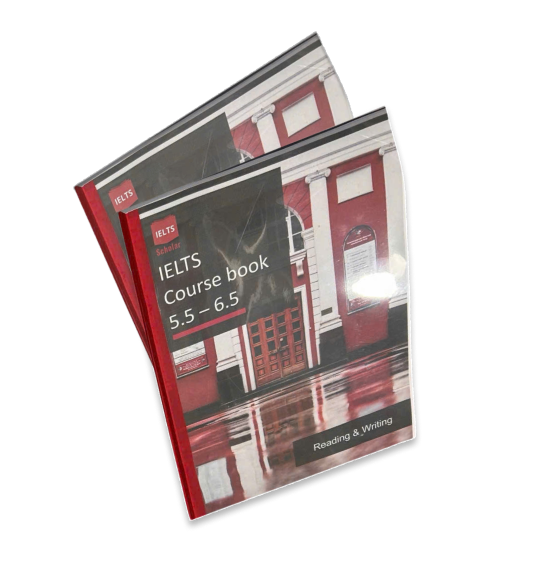 IELTS
IELTS
Scholar
IELTS
Course book
5.5 – 6.5
Reading & Writing